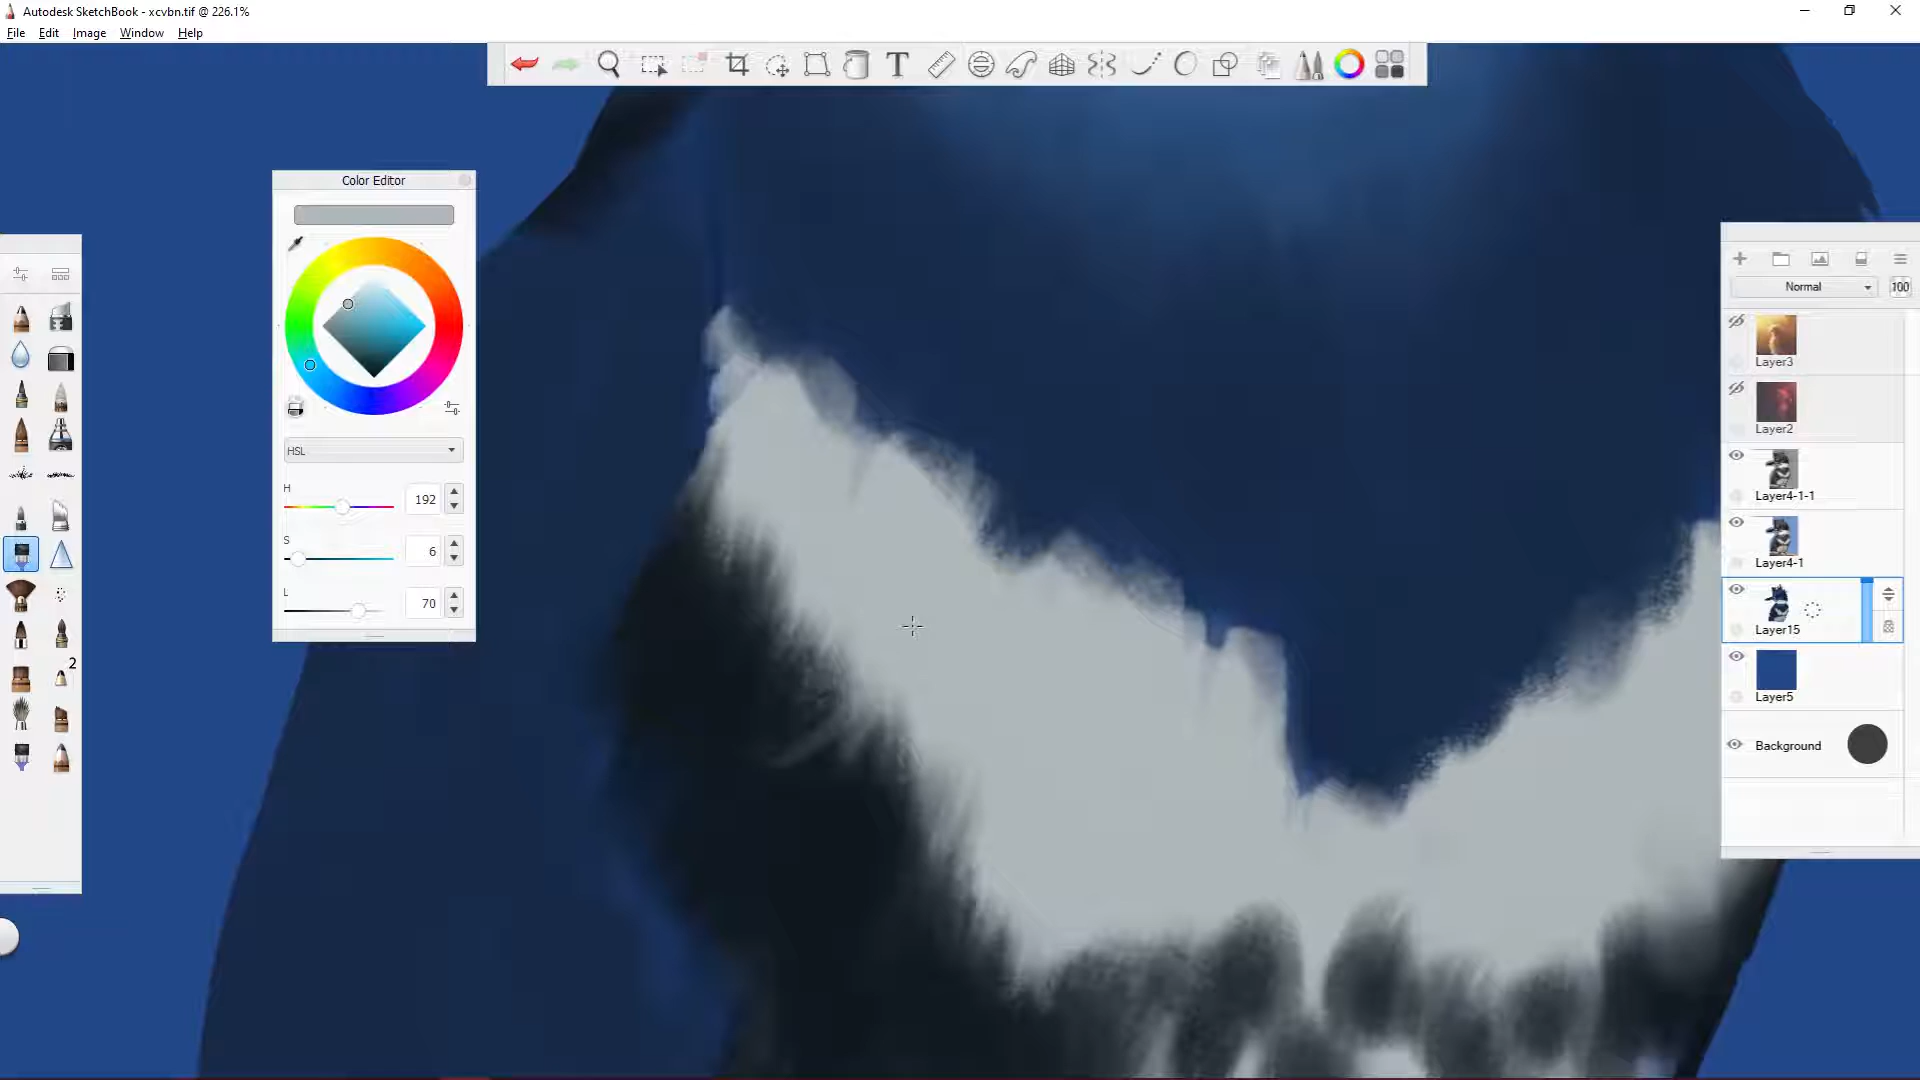 Autodesk SketchBook - xcvbn.tif @ 226.1%
File Edit Image Window Help
T
Color Editor
HSL
H
192
S
6
L
70
2
Normal
100
Layer3
Layer2
Layer4-1-1
Layer4-1
Layer15
Layer5
Background